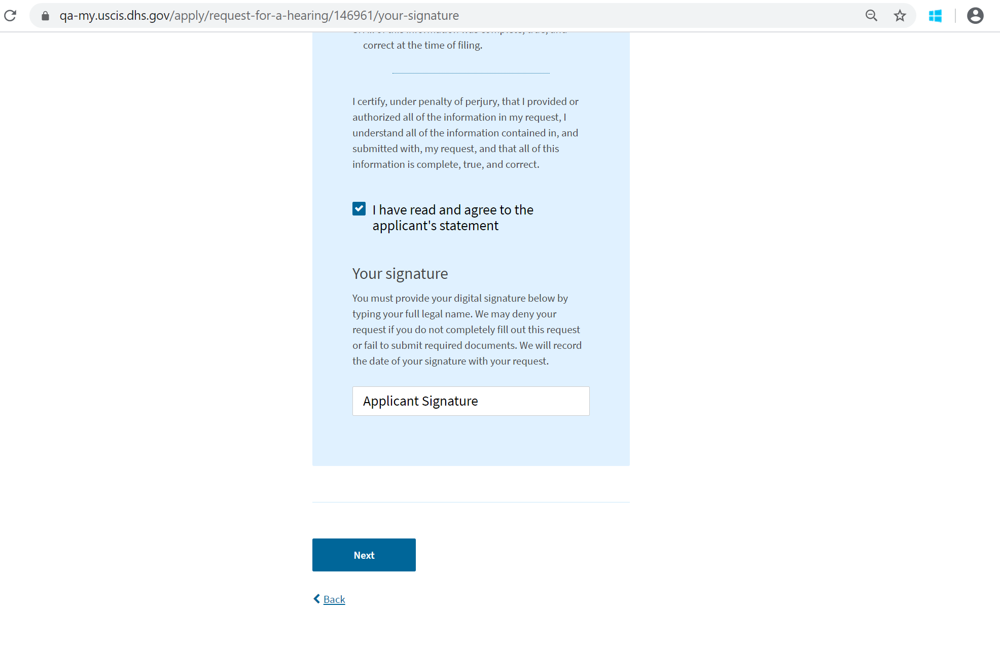 qa-my.uscis.dhs.gov/apply/request-for-a-hearing/146961/your-signature
correct at the time of filing.
I certify, under penalty of perjury, that I provided or
authorized all of the information in my request, I
understand all of the information contained in, and
submitted with, my request, and that all of this
information is complete, true, and correct.
I have read and agree to the
applicant's statement
Your signature
You must provide your digital signature below by
typing your full legal name. We may deny your
request if you do not completely fill out this request
or fail to submit required documents. We will record
the date of your signature with your request.
Applicant Signature
Next
Back